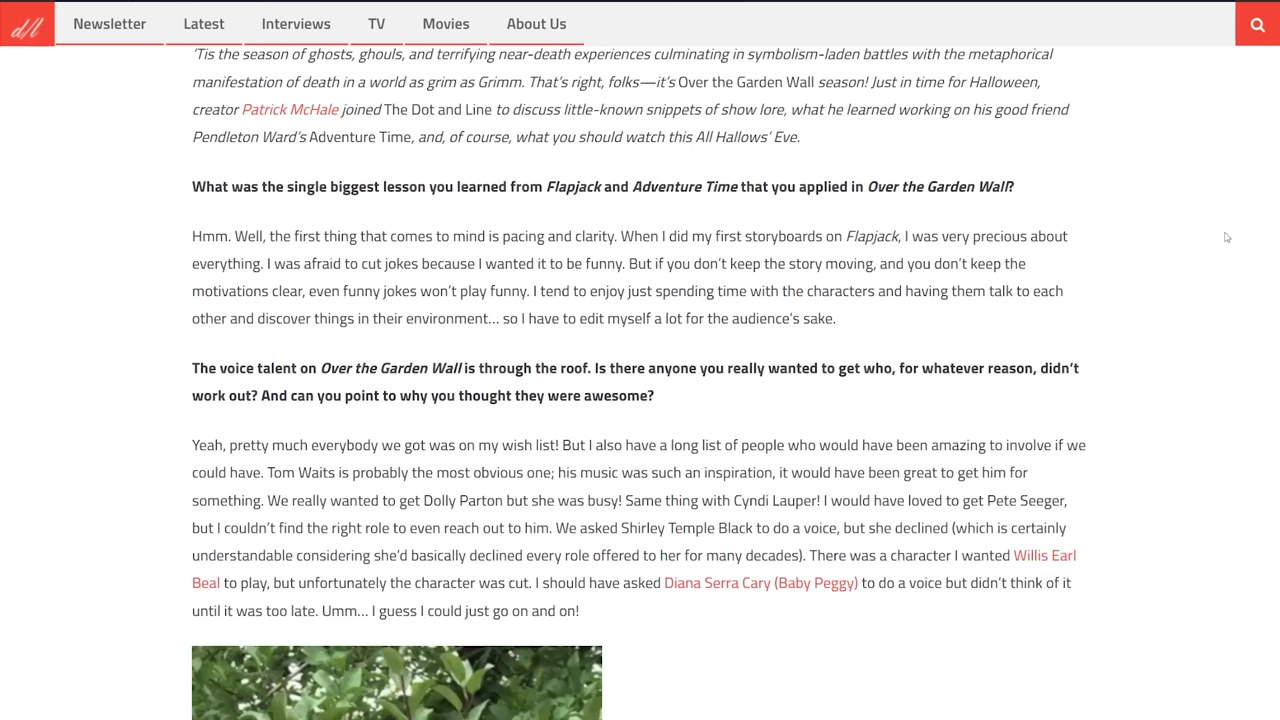 d/l Newsletter Latest Interviews TV Movies About Us
'Tis the season of ghosts, ghouls, and terrifying near-death experiences culminating in symbolism-laden battles with the metaphorical
manifestation of death in a world as grim as Grimm. That's right, folks—it's Over the Garden Wall season! Just in time for Halloween,
creator Patrick McHale joined The Dot and Line to discuss little-known snippets of show lore, what he learned working on his good friend
Pendleton Ward's Adventure Time, and, of course, what you should watch this All Hallows' Eve.
What was the single biggest lesson you learned from Flapjack and Adventure Time that you applied in Over the Garden Wall?
Hmm. Well, the first thing that comes to mind is pacing and clarity. When I did my first storyboards on Flapjack, I was very precious about
everything. I was afraid to cut jokes because I wanted it to be funny. But if you don't keep the story moving, and you don't keep the
motivations clear, even funny jokes won't play funny. I tend to enjoy just spending time with the characters and having them talk to each
other and discover things in their environment… so I have to edit myself a lot for the audience's sake.
The voice talent on Over the Garden Wall is through the roof. Is there anyone you really wanted to get who, for whatever reason, didn't
work out? And can you point to why you thought they were awesome?
Yeah, pretty much everybody we got was on my wish list! But I also have a long list of people who would have been amazing to involve if we
could have. Tom Waits is probably the most obvious one; his music was such an inspiration, it would have been great to get him for
something. We really wanted to get Dolly Parton but she was busy! Same thing with Cyndi Lauper! I would have loved to get Pete Seeger,
but I couldn't find the right role to even reach out to him. We asked Shirley Temple Black to do a voice, but she declined (which is certainly
understandable considering she'd basically declined every role offered to her for many decades). There was a character I wanted Willis Earl
Beal to play, but unfortunately the character was cut. I should have asked Diana Serra Cary (Baby Peggy) to do a voice but didn't think of it
until it was too late. Umm… I guess I could just go on and on!